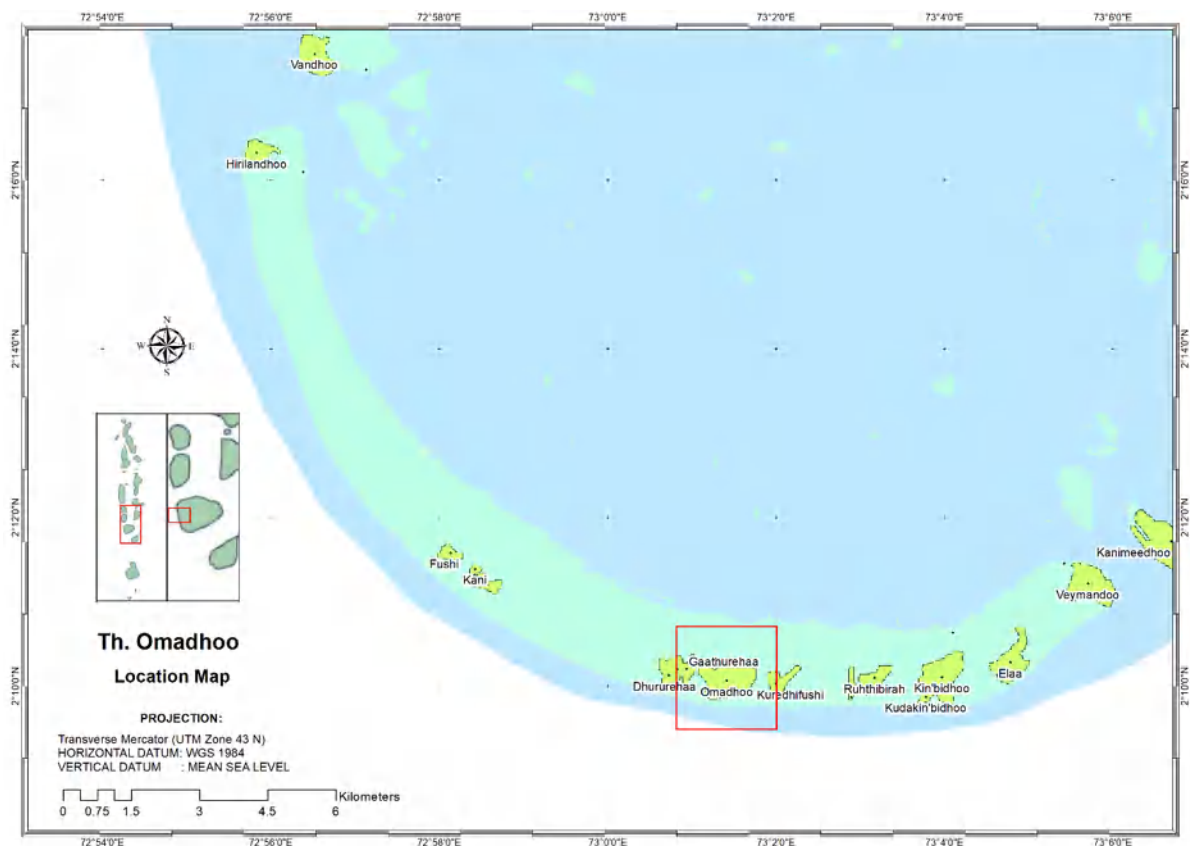 72°54'0"E 72°56'0"E 72°58'0"E 73°0'0"E 73°2'0"E 73°4'0"E 73°6'0"E
Vandhoo
Hirilandhoo
2°16'0"N 2°16'0"N
N
W E
S
2°14'0"N 2°14'0"N
2°12'0"N 2°12'0"N
Kanimeedhoo
Fushi
Kani
Veymandoo
Th. Omadhoo
Location Map
Gaathurehaa
Elaa
Dhururehaa
Omadhoo
Kuredhifushi
Ruhthibirah
Kin'bidhoo
Kudakin'bidhoo
2°10'0"N 2°10'0"N
PROJECTION:
Transverse Mercator (UTM Zone 43 N)
HORIZONTAL DATUM: WGS 1984
VERTICAL DATUM : MEAN SEA LEVEL
Kilometers
0 0.75 1.5 3 4.5 6
72°54'0"E 72°56'0"E 72°58'0"E 73°0'0"E 73°2'0"E 73°4'0"E 73°6'0"E